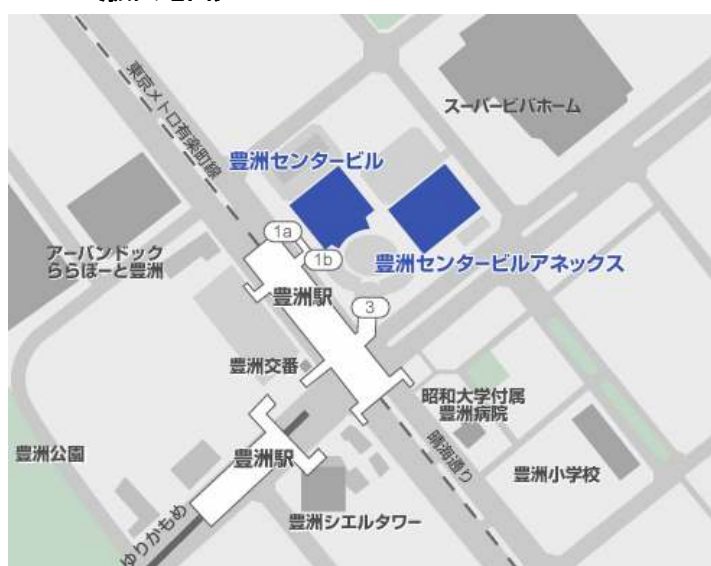 東京メトロ有楽町線
スーパービバホーム
豊洲センタービル
1a
1b
アーバンドック
ららぽーと豊洲
豊洲センタービルアネックス
豊洲駅
3
豊洲交番
昭和大学付属
豊洲病院
晴海通り
豊洲公園
豊洲駅
豊洲小学校
豊洲シエルタワー
ゆりかもめ